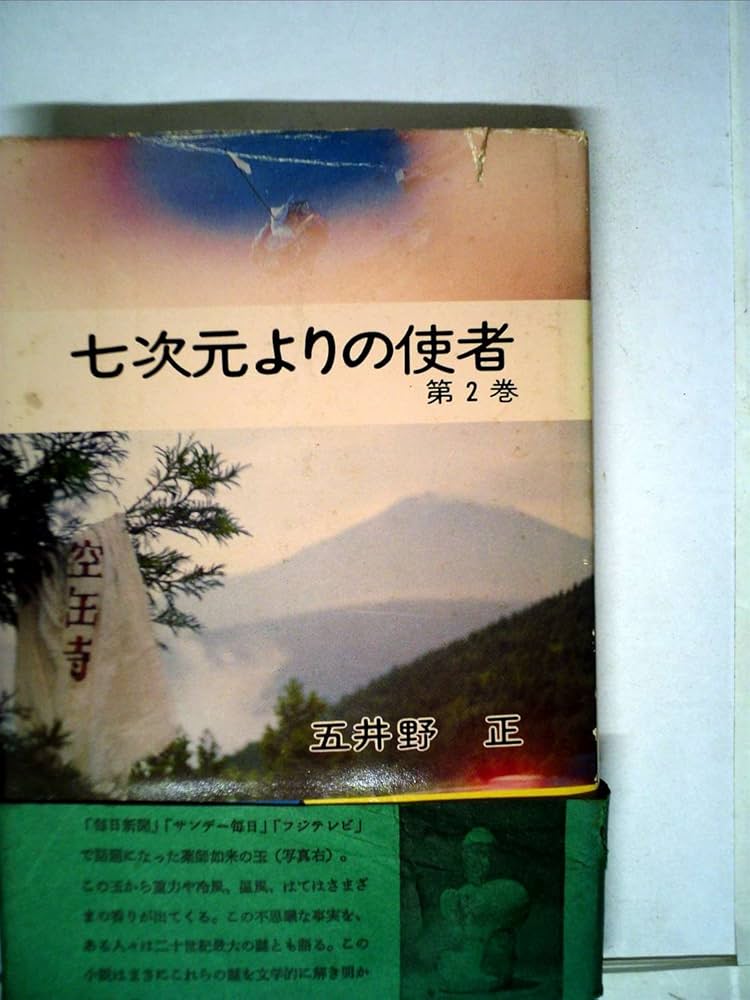 七次元よりの使者
第2巻
空王寺
五井野 正
「毎日新聞」「サンデー毎日」「フジテレビ」
で話題になった薬師如来の玉(写真右)。
この玉から重力や冷風、温風、はてはさまざ
まの香りが出てくる。この不思議な事実を、
ある人々は二十世紀最大の謎とも語る。この
小説はまさにこれらの謎を文学的に解き明か